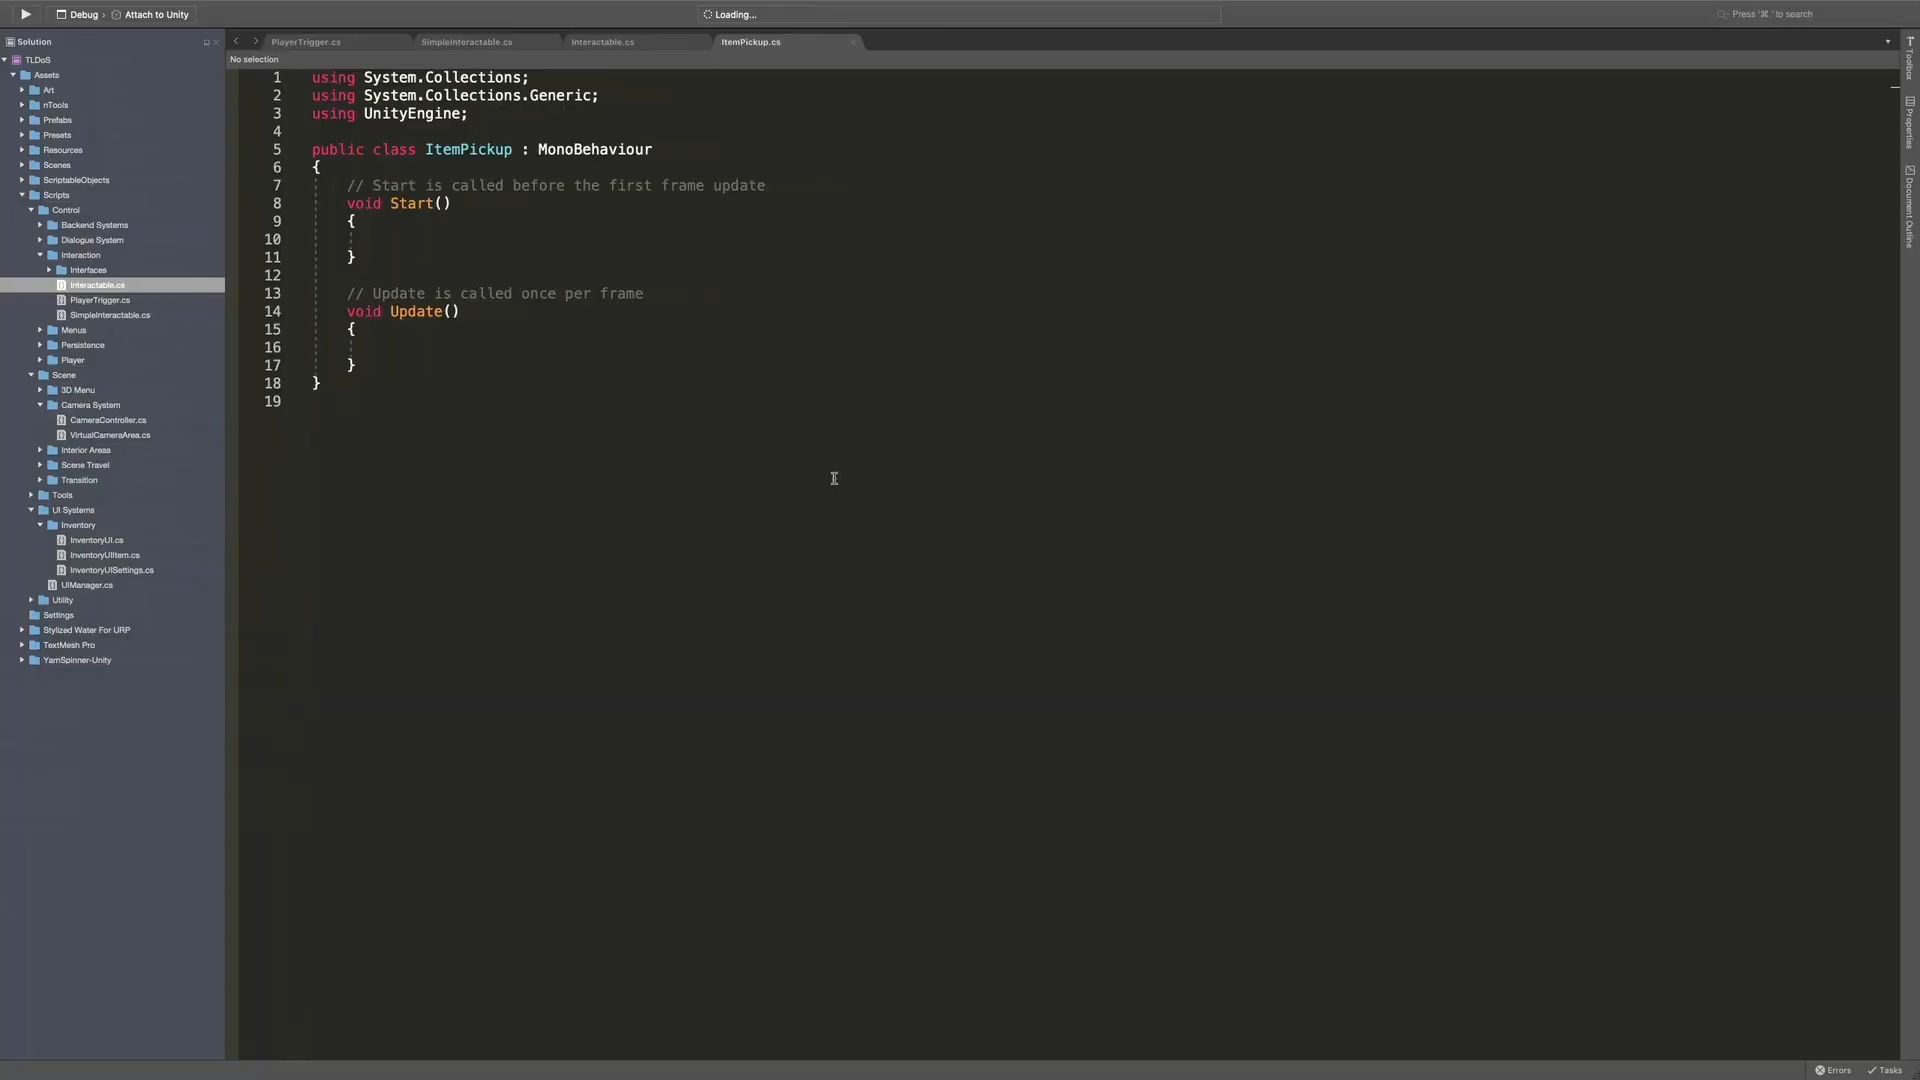 Debug › Attach to Unity
Loading...
Press '⌘.' to search
Solution
PlayerTrigger.cs
SimpleInteractable.cs
Interactable.cs
ItemPickup.cs
No selection
TLDoS
Assets
Art
nTools
Prefabs
Presets
Resources
Scenes
ScriptableObjects
Scripts
Control
Backend Systems
Dialogue System
Interaction
Interfaces
Interactable.cs
PlayerTrigger.cs
SimpleInteractable.cs
Menus
Persistence
Player
Scene
3D Menu
Camera System
CameraController.cs
VirtualCameraArea.cs
Interior Areas
Scene Travel
Transition
Tools
UI Systems
Inventory
InventoryUI.cs
InventoryUIItem.cs
InventoryUISettings.cs
UIManager.cs
Utility
Settings
Stylized Water For URP
TextMesh Pro
YarnSpinner-Unity
1 using System.Collections;
2 using System.Collections.Generic;
3 using UnityEngine;
4
5 public class ItemPickup : MonoBehaviour
6 {
7 // Start is called before the first frame update
8 void Start()
9 {
10
11 }
12
13 // Update is called once per frame
14 void Update()
15 {
16
17 }
18 }
19
Toolbox
Properties
Document Outline
Errors
Tasks